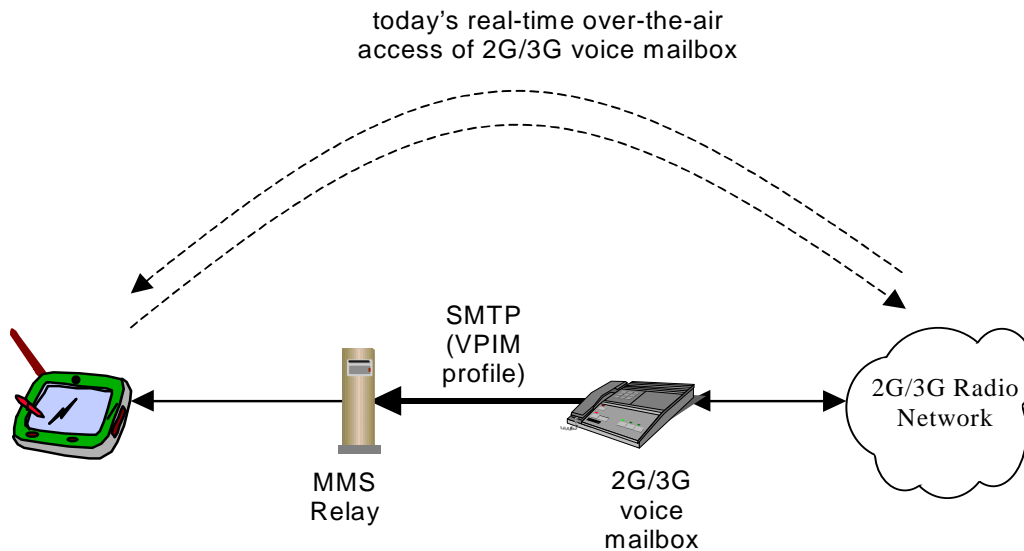 today's real-time over-the-air
access of 2G/3G voice mailbox
SMTP
(VPIM
profile)
2G/3G Radio
Network
MMS
Relay
2G/3G
voice
mailbox